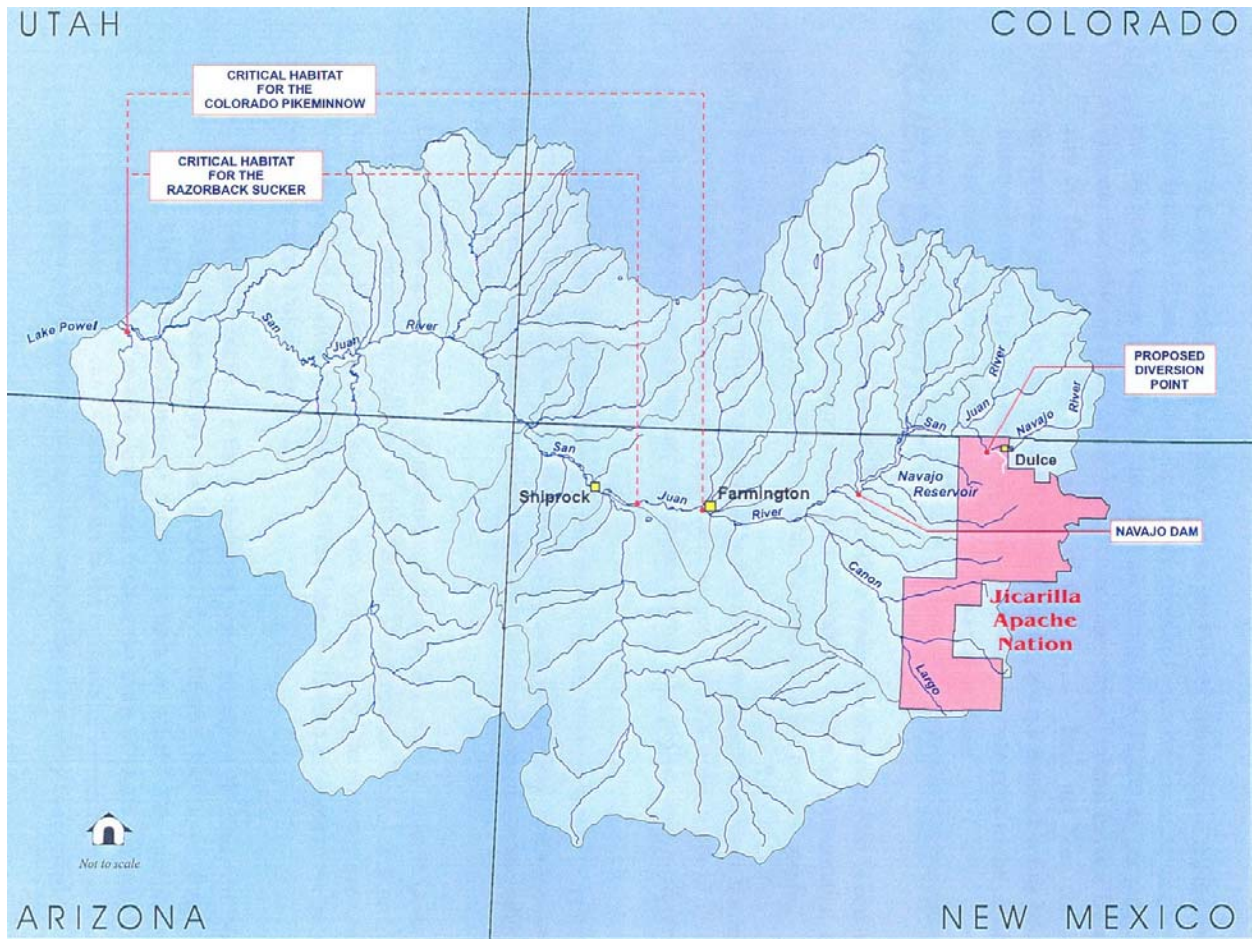 UTAH
COLORADO
CRITICAL HABITAT
FOR THE
COLORADO PIKEMINNOW
CRITICAL HABITAT
FOR THE
RAZORBACK SUCKER
Lake Powel
San
Juan
River
PROPOSED
DIVERSION
POINT
San
Juan
River
Navajo
River
Dulce
San
Shiprock
Juan
Farmington
River
Navajo
Reservoir
NAVAJO DAM
Canon
Largo
Jicarilla
Apache
Nation
Not to scale
ARIZONA
NEW MEXICO